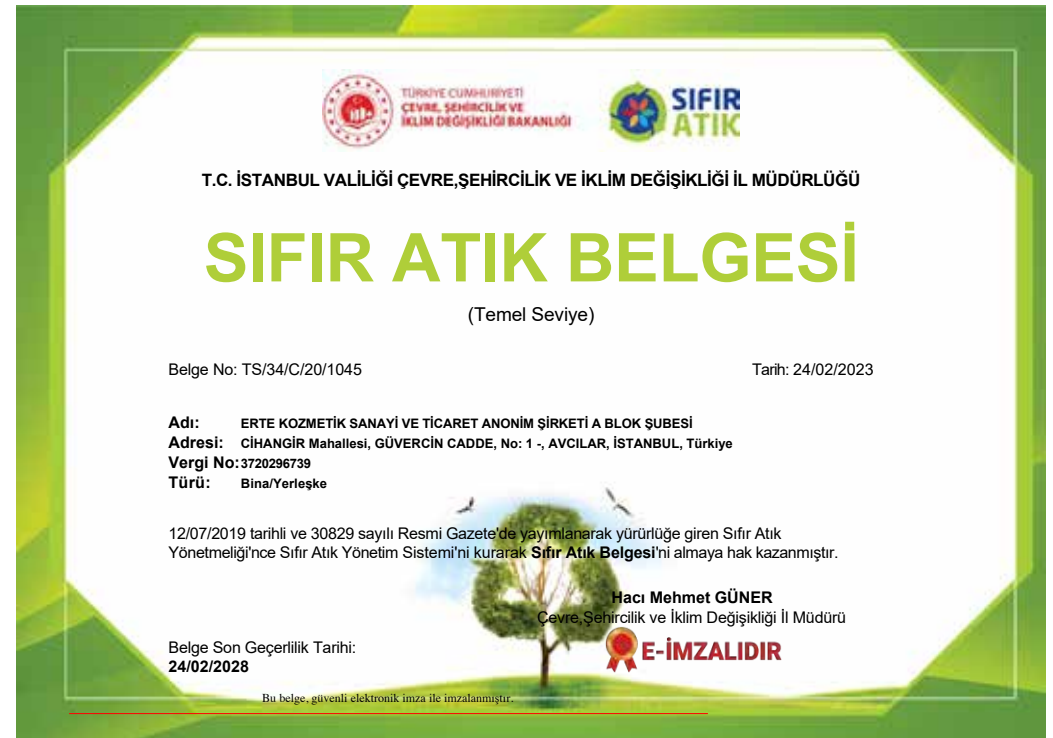 TÜRKİYE CUMHURİYETİ
ÇEVRE, ŞEHİRCİLİK VE
İKLİM DEĞİŞİKLİĞİ BAKANLIĞI
SIFIR
ATIK
T.C. İSTANBUL VALİLİĞİ ÇEVRE,ŞEHİRCİLİK VE İKLİM DEĞİŞİKLİĞİ İL MÜDÜRLÜĞÜ
SIFIR ATIK BELGESİ
(Temel Seviye)
Belge No: TS/34/C/20/1045 Tarih: 24/02/2023
Adı: ERTE KOZMETİK SANAYİ VE TİCARET ANONİM ŞİRKETİ A BLOK ŞUBESİ
Adresi: CİHANGİR Mahallesi, GÜVERCİN CADDE, No: 1 -, AVCILAR, İSTANBUL, Türkiye
Vergi No: 3720296739
Türü: Bina/Yerleşke
12/07/2019 tarihli ve 30829 sayılı Resmi Gazete'de yayımlanarak yürürlüğe giren Sıfır Atık
Yönetmeliği'nce Sıfır Atık Yönetim Sistemi'ni kurarak Sıfır Atık Belgesi'ni almaya hak kazanmıştır.
Hacı Mehmet GÜNER
Çevre,Şehircilik ve İklim Değişikliği İl Müdürü
E-İMZALIDIR
Belge Son Geçerlilik Tarihi:
24/02/2028
Bu belge, güvenli elektronik imza ile imzalanmıştır.